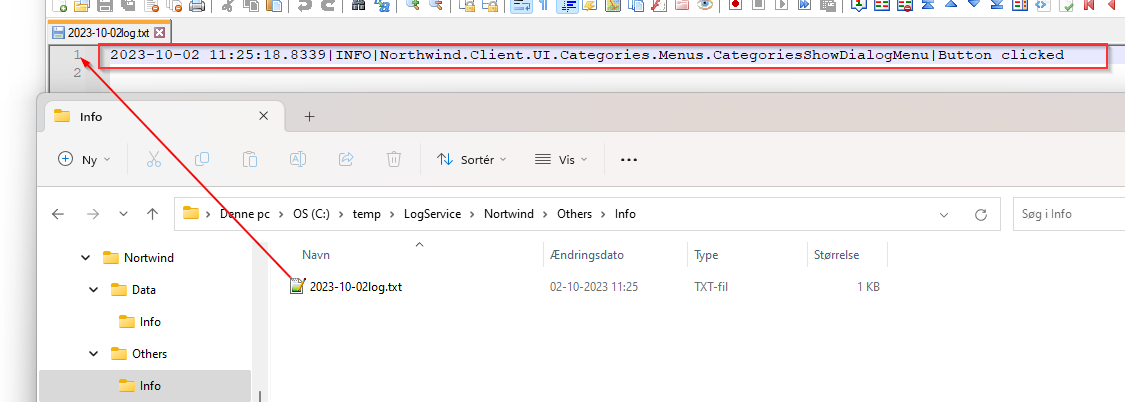 2023-10-02log.txt
1 2023-10-02 11:25:18.8339|INFO|Northwind.Client.UI.Categories.Menus.CategoriesShowDialogMenu|Button clicked
2
Info
Ny
Sortér
Vis
Denne pc > OS (C:) > temp > LogService > Nortwind > Others > Info
Søg i Info
Navn Ændringsdato Type Størrelse
2023-10-02log.txt 02-10-2023 11:25 TXT-fil 1 KB
Nortwind
Data
Info
Others
Info